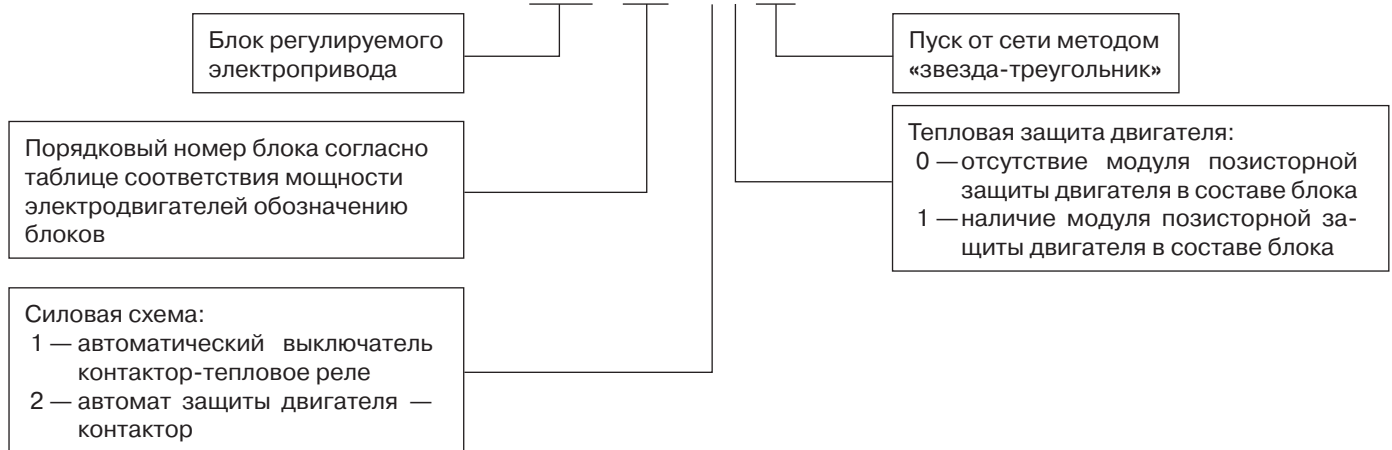 Блок регулируемого
электропривода
Пуск от сети методом
«звезда-треугольник»
Порядковый номер блока согласно
таблице соответствия мощности
электродвигателей обозначению
блоков
Тепловая защита двигателя:
0 — отсутствие модуля позисторной
защиты двигателя в составе блока
1 — наличие модуля позисторной за-
щиты двигателя в составе блока
Силовая схема:
1 — автоматический выключатель
контактор-тепловое реле
2 — автомат защиты двигателя —
контактор